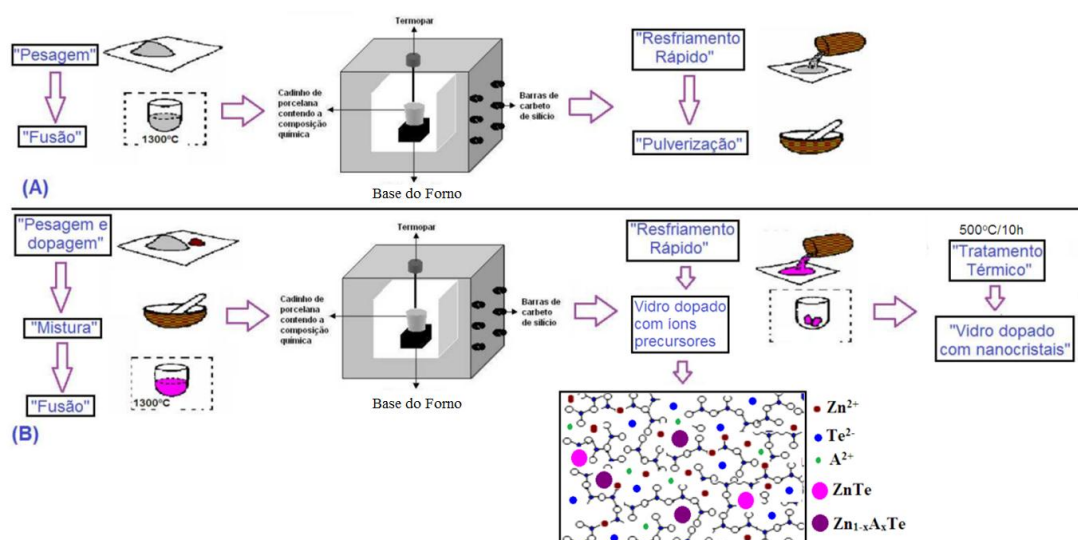 "Pesagem"
"Fusão"
1300ºC
Termopar
Cadinho de
porcelana
contendo a
composição
química
Barras de
carbeto
de silício
Base do Forno
"Resfriamento
Rápido"
"Pulverização"
(A)
"Pesagem e
dopagem"
"Mistura"
"Fusão"
1300ºC
Termopar
Cadinho de
porcelana
contendo a
composição
química
Barras de
carbeto
de silício
Base do Forno
"Resfriamento
Rápido"
Vidro dopado
com íons
precursores
500ºC/10h
"Tratamento
Térmico"
"Vidro dopado
com nanocristais"
Zn²⁺
Te²⁻
A²⁺
ZnTe
Zn₁₋ₓAₓTe
(B)